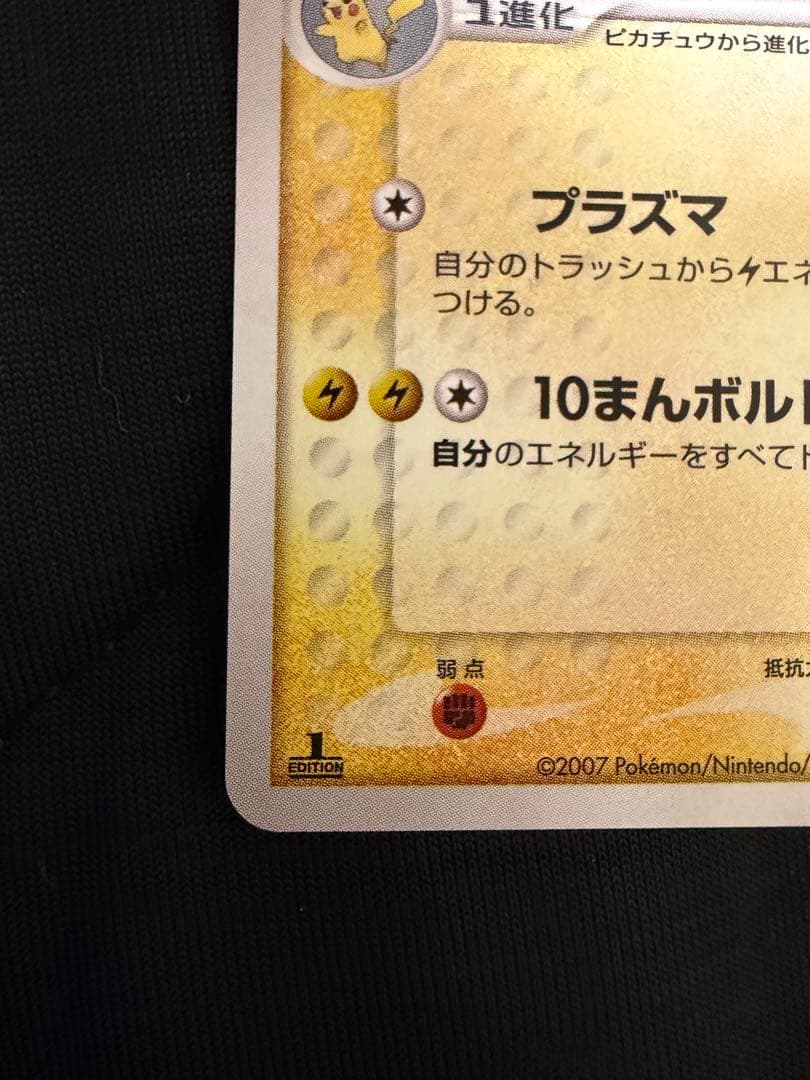 1進化
ピカチュウから進化
プラズマ
自分のトラッシュから⚡エネ
つける。
10まんボル
自分のエネルギーをすべて
弱点
抵抗
1
EDITION
©2007 Pokémon/Nintendo/